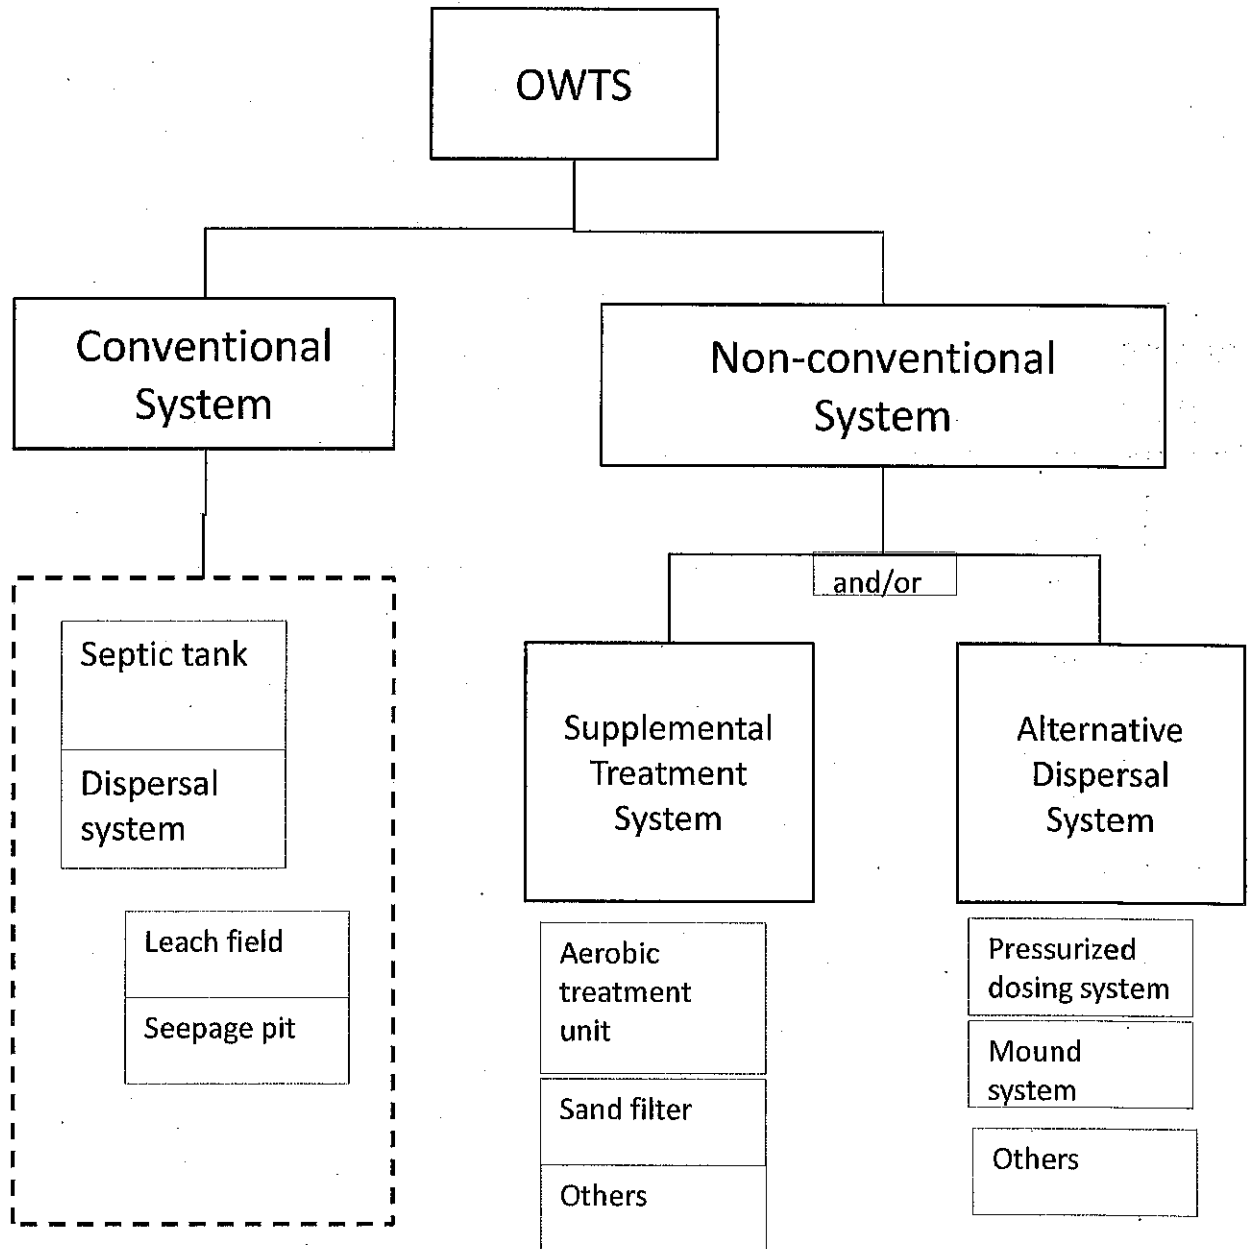 OWTS
Conventional
System
Non-conventional
System
and/or
Septic tank
Dispersal
system
Leach field
Seepage pit
Supplemental
Treatment
System
Aerobic
treatment
unit
Sand filter
Others
Alternative
Dispersal
System
Pressurized
dosing system
Mound
system
Others